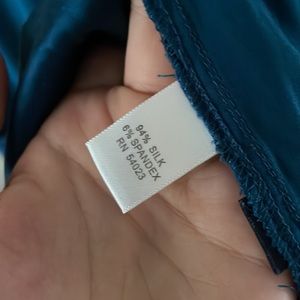 94% SILK
6% SPANDEX
RN 54023